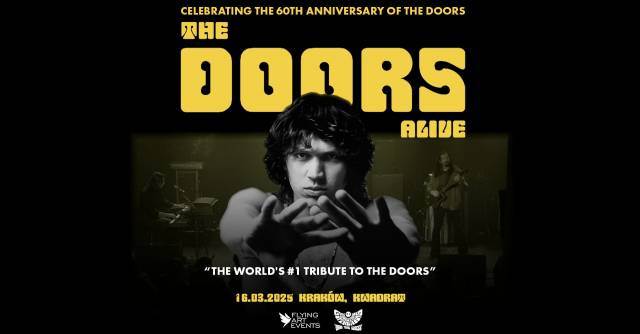 CELEBRATING THE 60TH ANNIVERSARY OF THE DOORS
THE
DOORS
ALIVE
"THE WORLD'S #1 TRIBUTE TO THE DOORS"
16.03.2025 KRAKÓW, KWADRAT
FLYING
ART
EVENTS